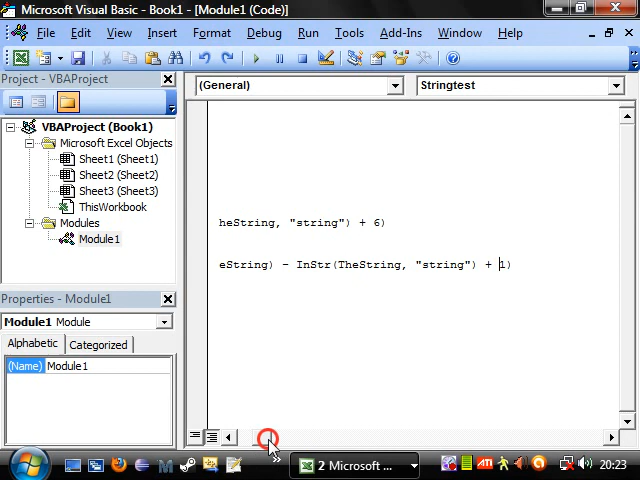 Microsoft Visual Basic - Book1 - [Module1 (Code)]
File Edit View Insert Format Debug Run Tools Add-Ins Window Help
Project - VBAProject
(General) Stringtest
VBAProject (Book1)
Microsoft Excel Objects
Sheet1 (Sheet1)
Sheet2 (Sheet2)
Sheet3 (Sheet3)
ThisWorkbook
Modules
Module1
heString, "string") + 6)
eString) - InStr(TheString, "string") + 1)
Properties - Module1
Module1 Module
Alphabetic Categorized
(Name) Module1
2 Microsoft ...
ATI
20:23